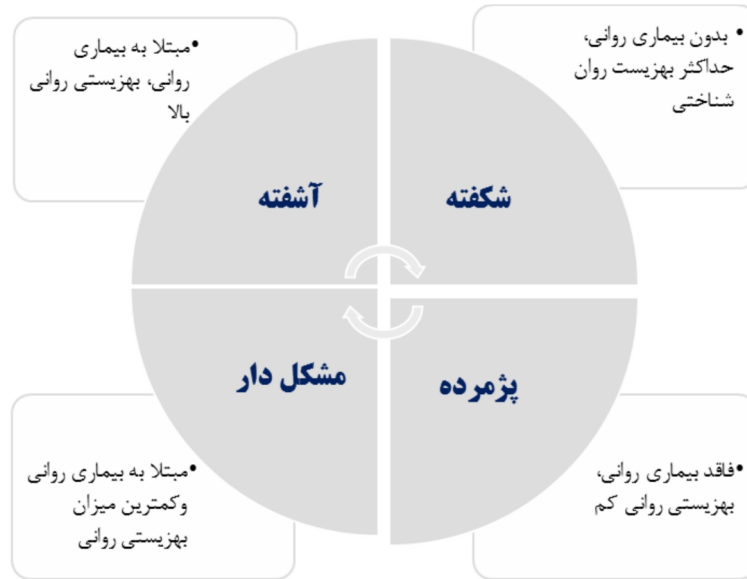 • بدون بیماری روانی،
حداکثر بهزیست روان
شناختی
•مبتلا به بیماری
روانی، بهزیستی روانی
بالا
شکفته
آشفته
پژمرده
مشکل دار
•فاقد بیماری روانی،
بهزیستی روانی کم
•مبتلا به بیماری روانی
وکمترین میزان
بهزیستی روانی